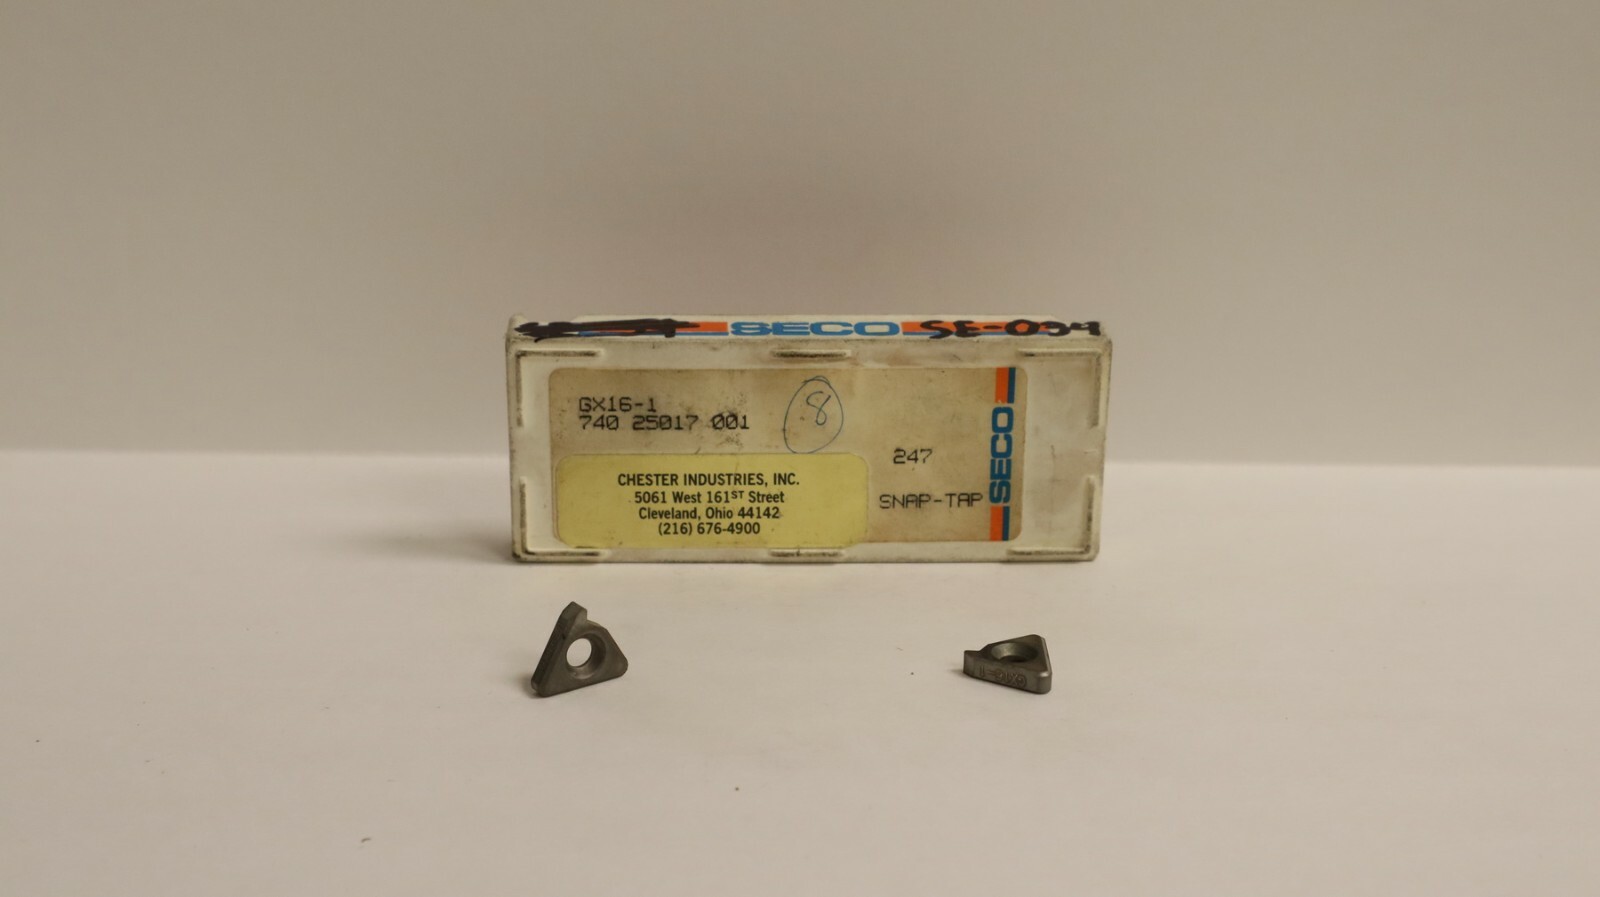 SECO SE-034
GX16-1
740 25017 001
8
247
SNAP-TAP
SECO
CHESTER INDUSTRIES, INC.
5061 West 161ST Street
Cleveland, Ohio 44142
(216) 676-4900